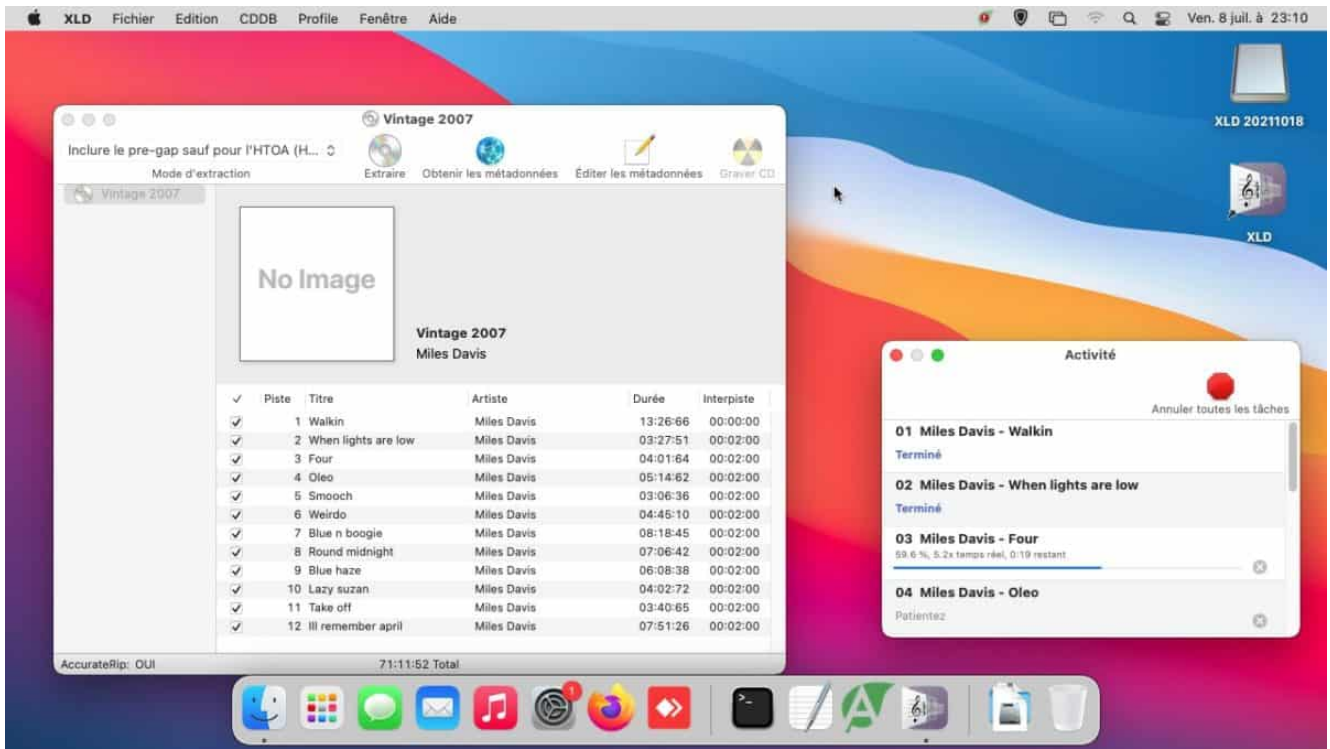 XLD Fichier Edition CDDB Profile Fenêtre Aide Ven. 8 juil. à 23:10
XLD 20211018
XLD
Vintage 2007
Inclure le pre-gap sauf pour l'HTOA (H...
Mode d'extraction Extraire Obtenir les métadonnées Éditer les métadonnées Graver CD
Vintage 2007
No Image
Vintage 2007
Miles Davis
✓ Piste Titre Artiste Durée Interpiste
1 Walkin Miles Davis 13:26:66 00:00:00
2 When lights are low Miles Davis 03:27:51 00:02:00
3 Four Miles Davis 04:01:64 00:02:00
4 Oleo Miles Davis 05:14:62 00:02:00
5 Smooch Miles Davis 03:06:36 00:02:00
6 Weirdo Miles Davis 04:45:10 00:02:00
7 Blue n boogie Miles Davis 08:18:45 00:02:00
8 Round midnight Miles Davis 07:06:42 00:02:00
9 Blue haze Miles Davis 06:08:38 00:02:00
10 Lazy suzan Miles Davis 04:02:72 00:02:00
11 Take off Miles Davis 03:40:65 00:02:00
12 Ill remember april Miles Davis 07:51:26 00:02:00
AccurateRip: OUI 71:11:52 Total
Activité
Annuler toutes les tâches
01 Miles Davis - Walkin
Terminé
02 Miles Davis - When lights are low
Terminé
03 Miles Davis - Four
59.6 %, 5.2x temps réel, 0:19 restant
04 Miles Davis - Oleo
Patientez
1